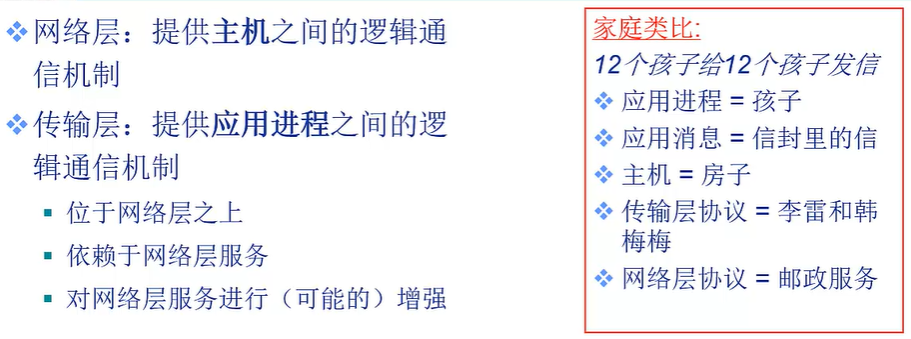 网络层：提供主机之间的逻辑通
信机制
传输层：提供应用进程之间的逻
辑通信机制
位于网络层之上
依赖于网络层服务
对网络层服务进行（可能的）增强
家庭类比:
12个孩子给12个孩子发信
应用进程 = 孩子
应用消息 = 信封里的信
主机 = 房子
传输层协议 = 李雷和韩
梅梅
网络层协议 = 邮政服务